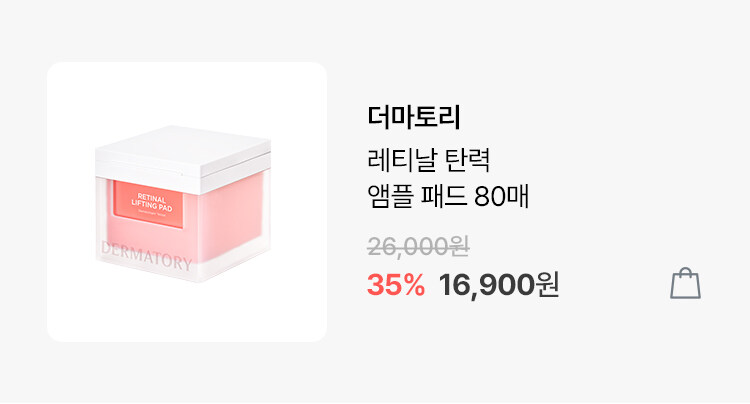 더마토리
레티날 탄력
앰플 패드 80매
26,000원
35% 16,900원
RETINAL
LIFTING PAD
DERMATORY